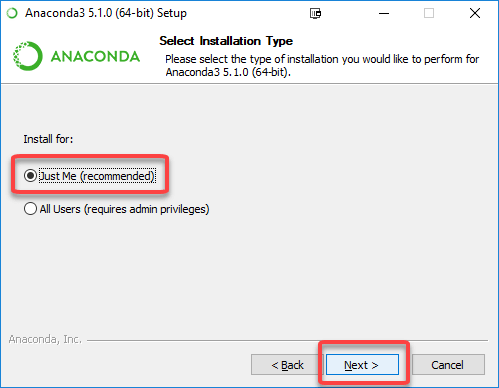 Anaconda3 5.1.0 (64-bit) Setup
ANACONDA
Select Installation Type
Please select the type of installation you would like to perform for
Anaconda3 5.1.0 (64-bit).
Install for:
Just Me (recommended)
All Users (requires admin privileges)
Anaconda, Inc.
< Back
Next >
Cancel